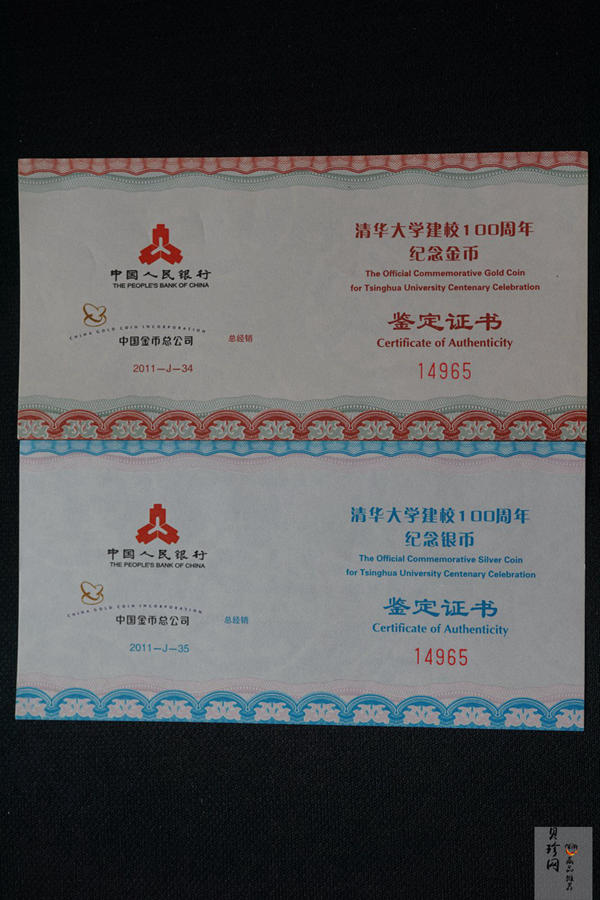 中国人民银行
THE PEOPLE'S BANK OF CHINA
CHINA GOLD COIN INCORPORATION
中国金币总公司
总经销
2011－J－34
清华大学建校100周年
纪念金币
The Official Commemorative Gold Coin
for Tsinghua University Centenary Celebration
鉴定证书
Certificate of Authenticity
14965
中国人民银行
THE PEOPLE'S BANK OF CHINA
CHINA GOLD COIN INCORPORATION
中国金币总公司
总经销
2011－J－35
清华大学建校100周年
纪念银币
The Official Commemorative Silver Coin
for Tsinghua University Centenary Celebration
鉴定证书
Certificate of Authenticity
14965
贝珍网